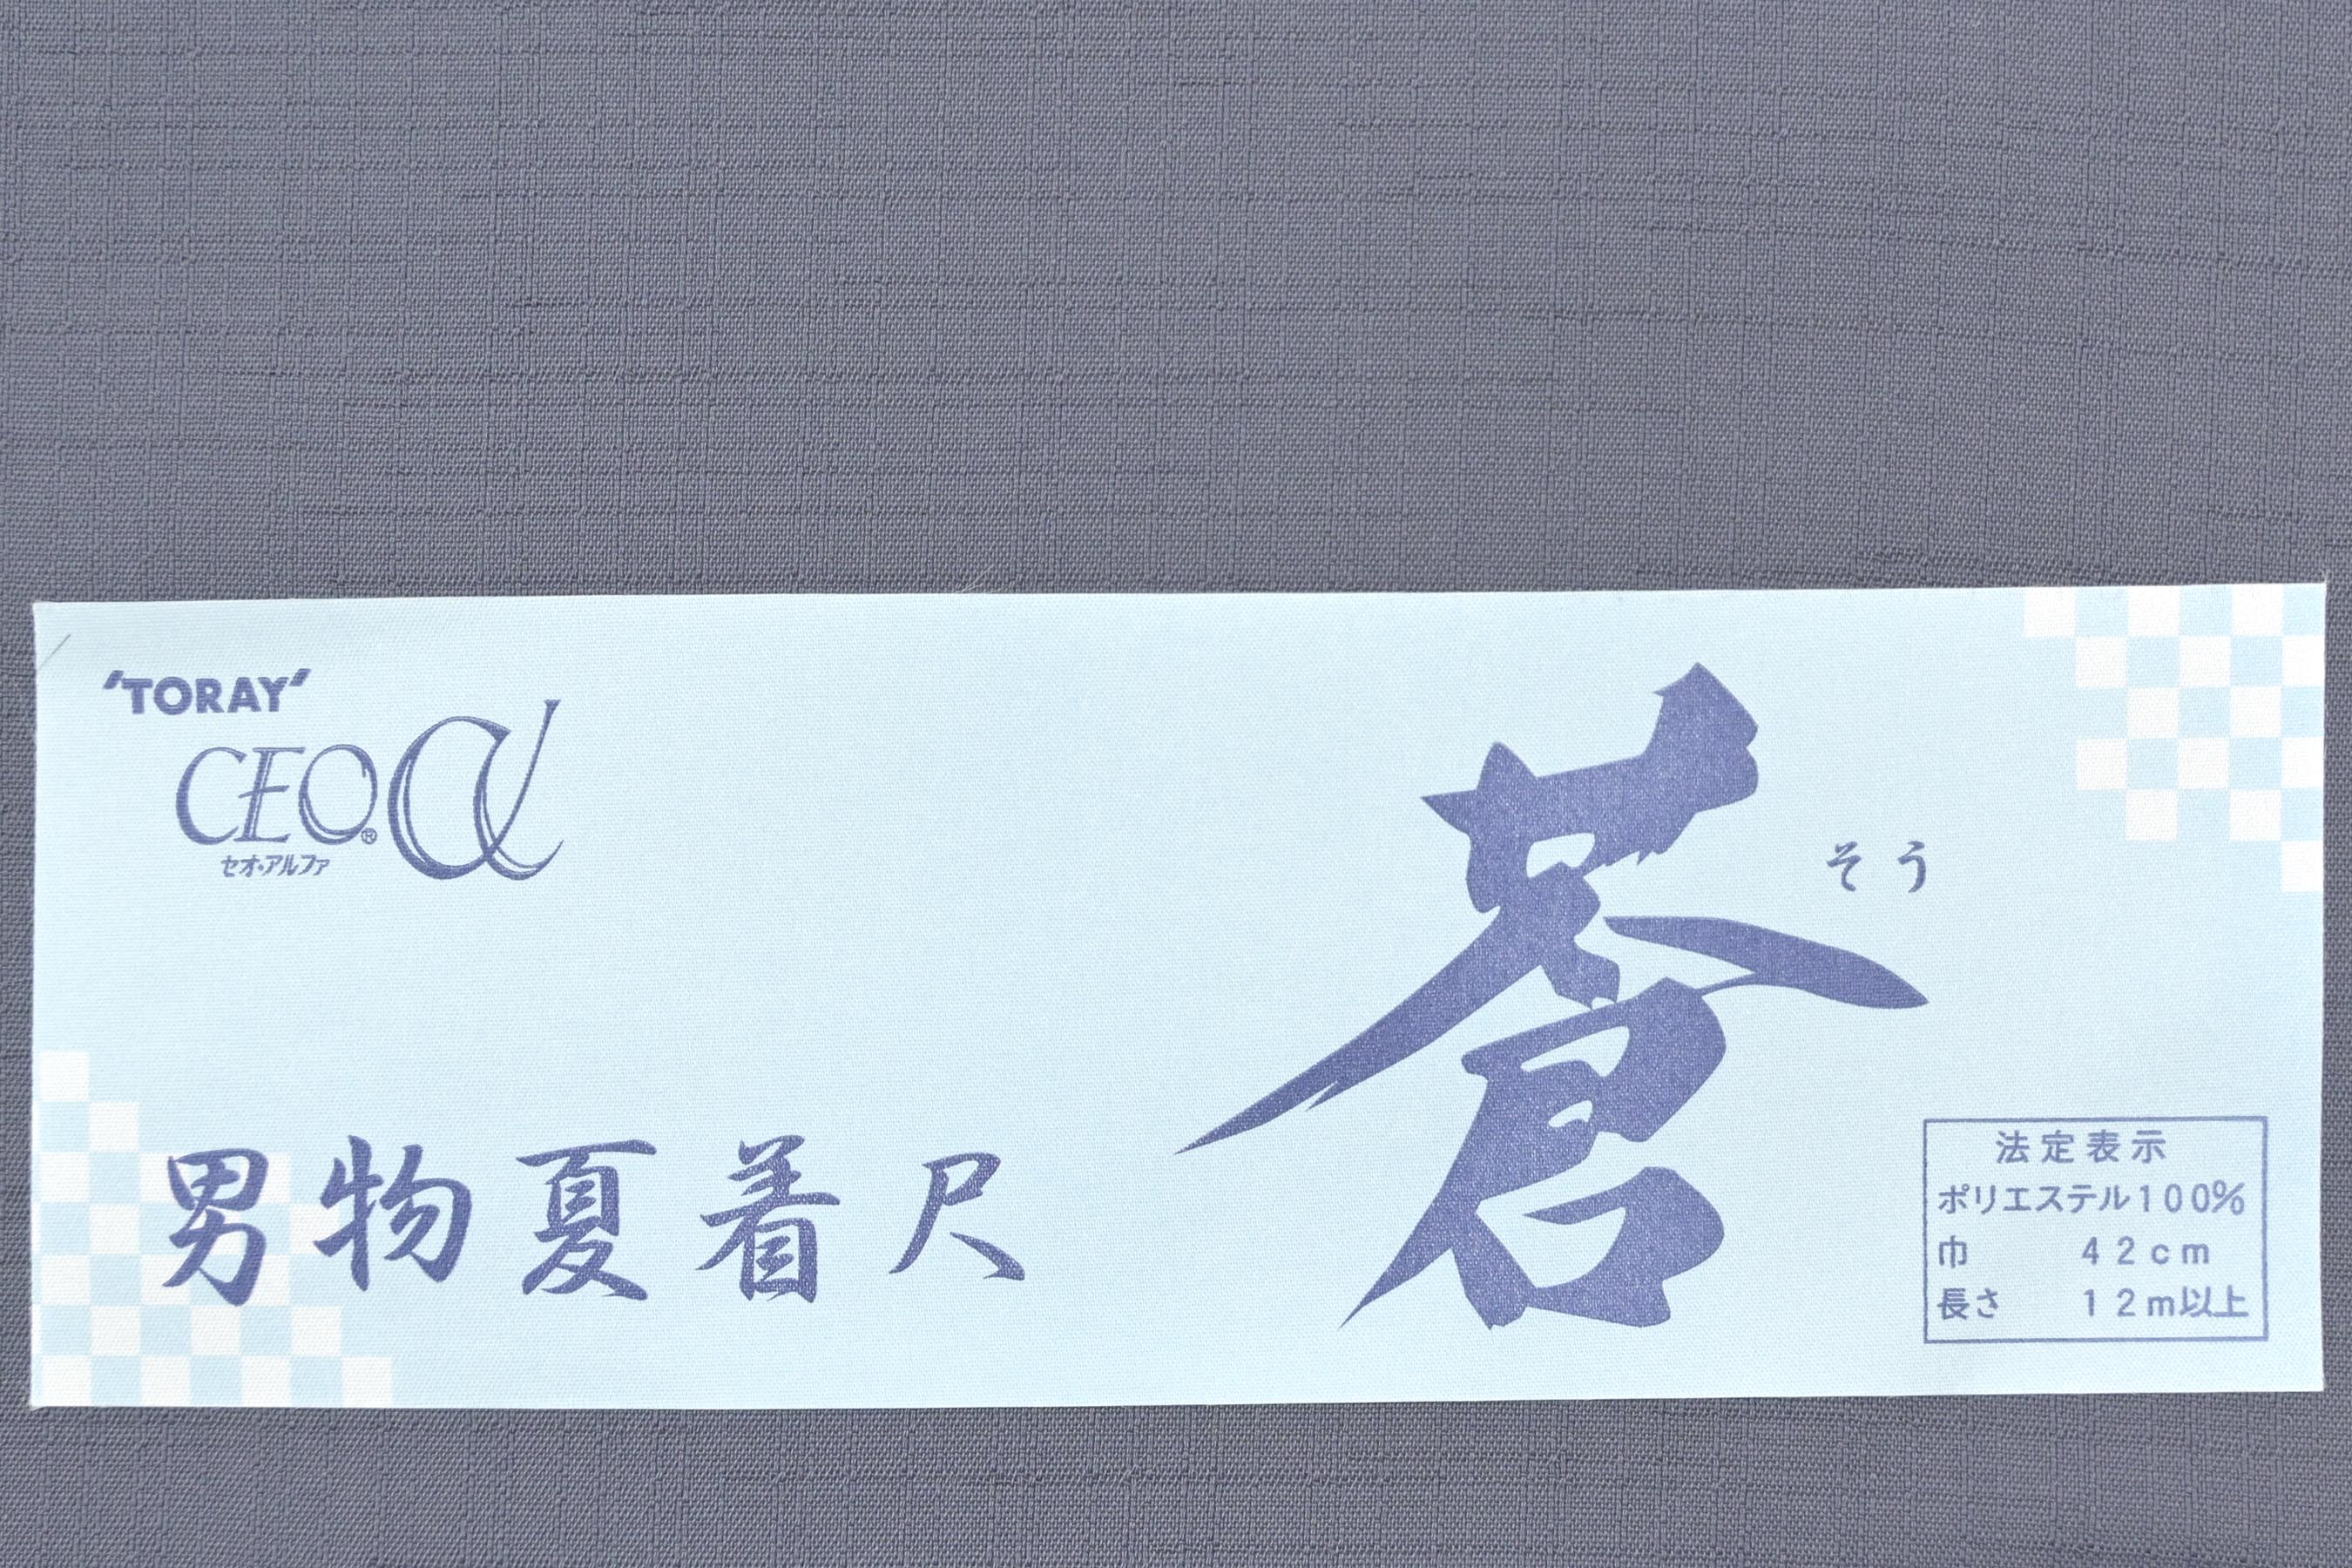 'TORAY'
CEO®α
セオ・アルファ
男物夏着尺
蒼
そう
法定表示
ポリエステル100%
巾 42cm
長さ 12m以上